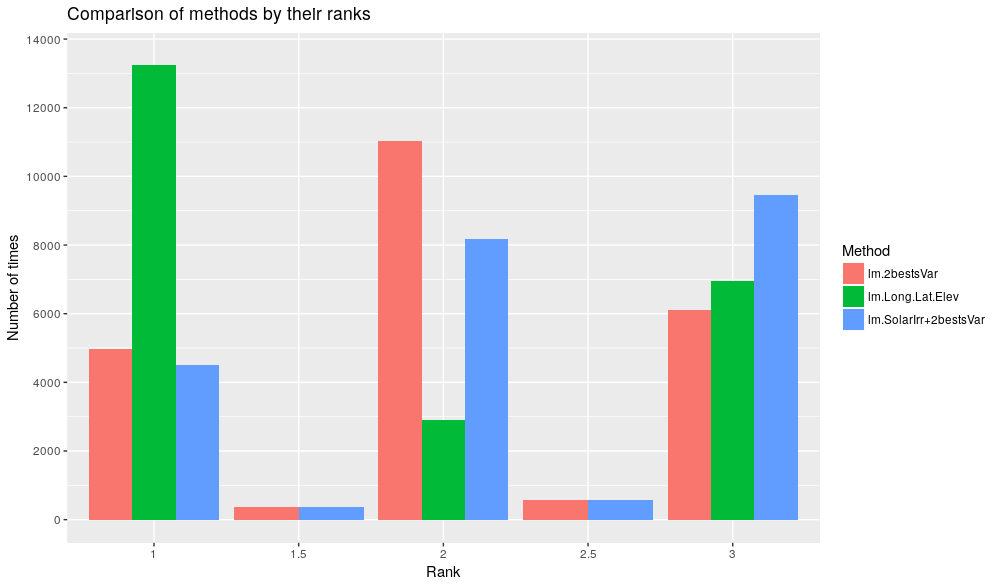 Comparison of methods by their ranks
14000
12000
10000
8000
6000
4000
2000
0
Number of times
1
1.5
2
2.5
3
Rank
Method
lm.2bestsVar
lm.Long.Lat.Elev
lm.SolarIrr+2bestsVar